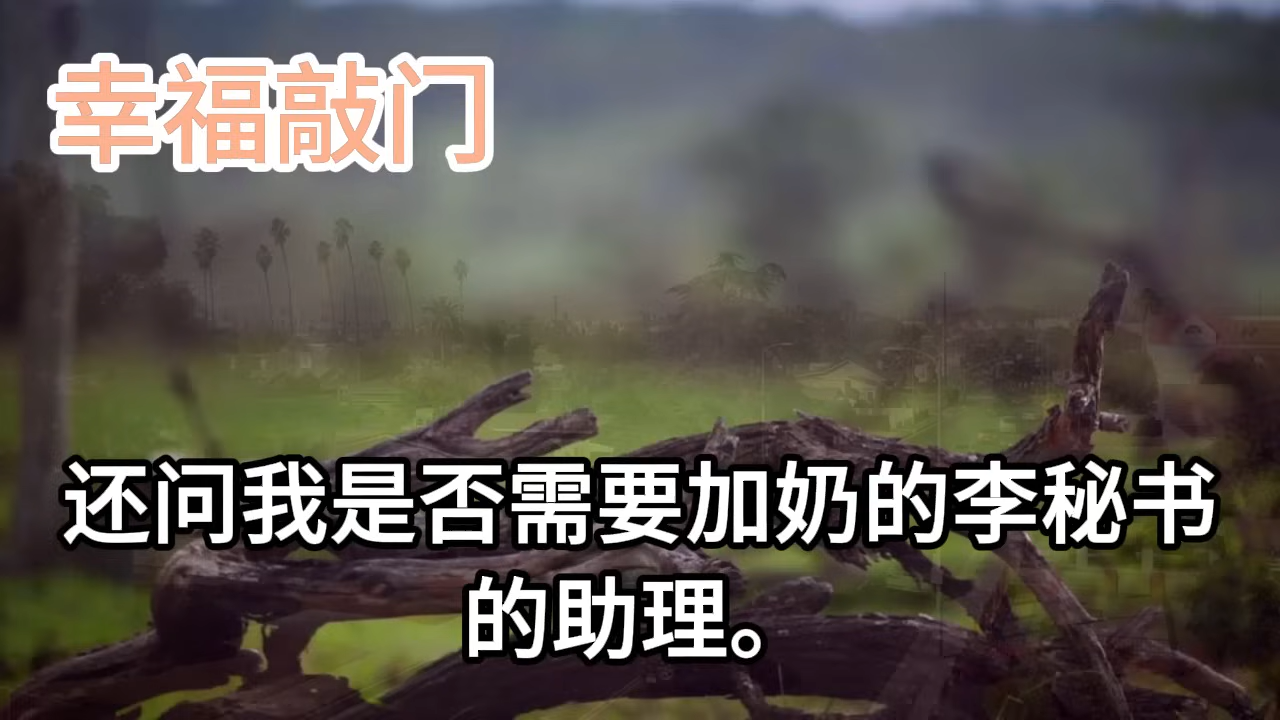 幸福敲门
还问我是否需要加奶的李秘书
的助理。